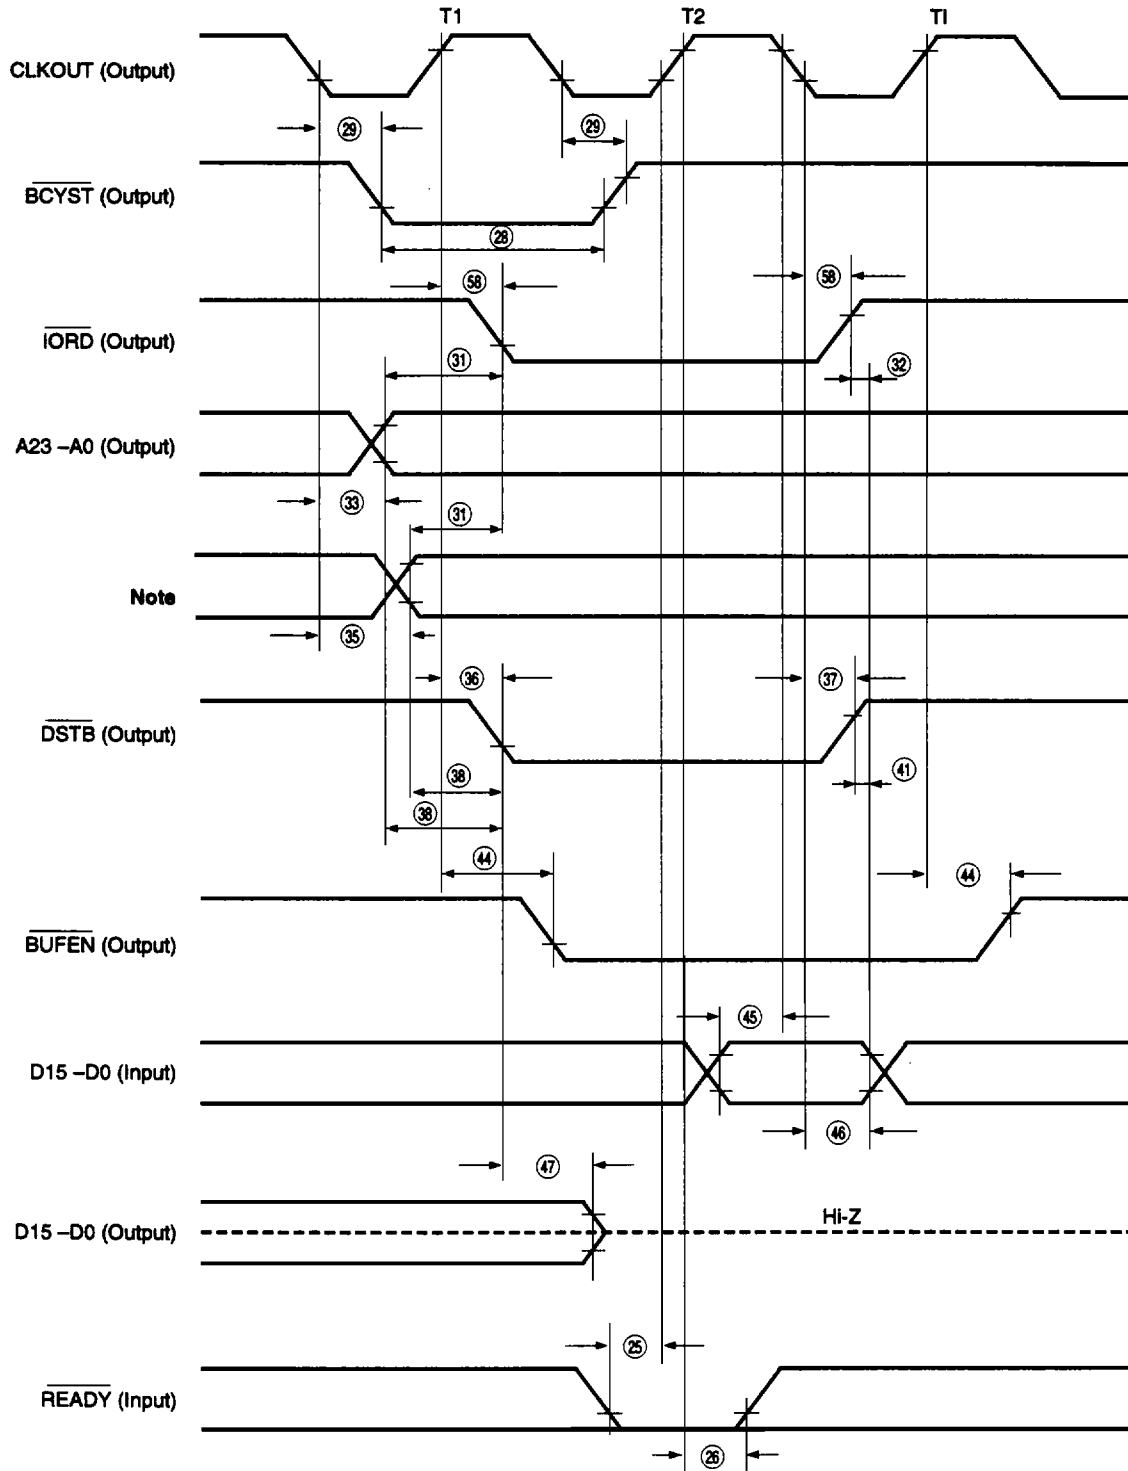 T1 T2 TI
CLKOUT (Output)
29 29
BCYST (Output)
28
58 58
IORD (Output)
31 32
A23 –A0 (Output)
33
31
Note
35
36 37
DSTB (Output)
38 41
38
44 44
BUFEN (Output)
45
D15 –D0 (Input)
46
47
Hi-Z
D15 –D0 (Output)
25
READY (Input)
26